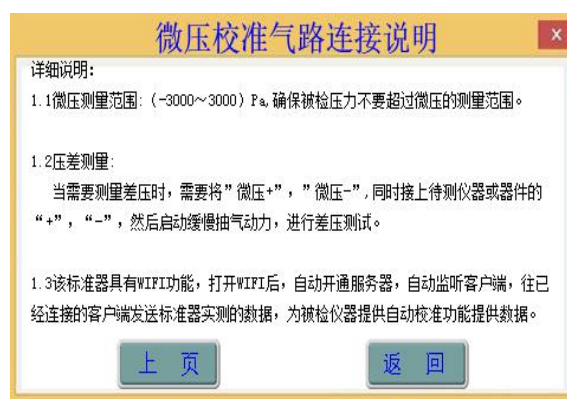 微压校准气路连接说明
X
详细说明:
1.1微压测量范围: (-3000～3000) Pa,确保被检压力不要超过微压的测量范围。
1.2压差测量:
当需要测量差压时，需要将”微压+”，”微压-”,同时接上待测仪器或器件的
“+”，“-”，然后启动缓慢抽气动力，进行差压测试。
1.3该标准器具有WIFI功能，打开WIFI后，自动开通服务器，自动监听客户端，往已
经连接的客户端发送标准器实测的数据，为被检仪器提供自动校准功能提供数据。
上 页
返 回